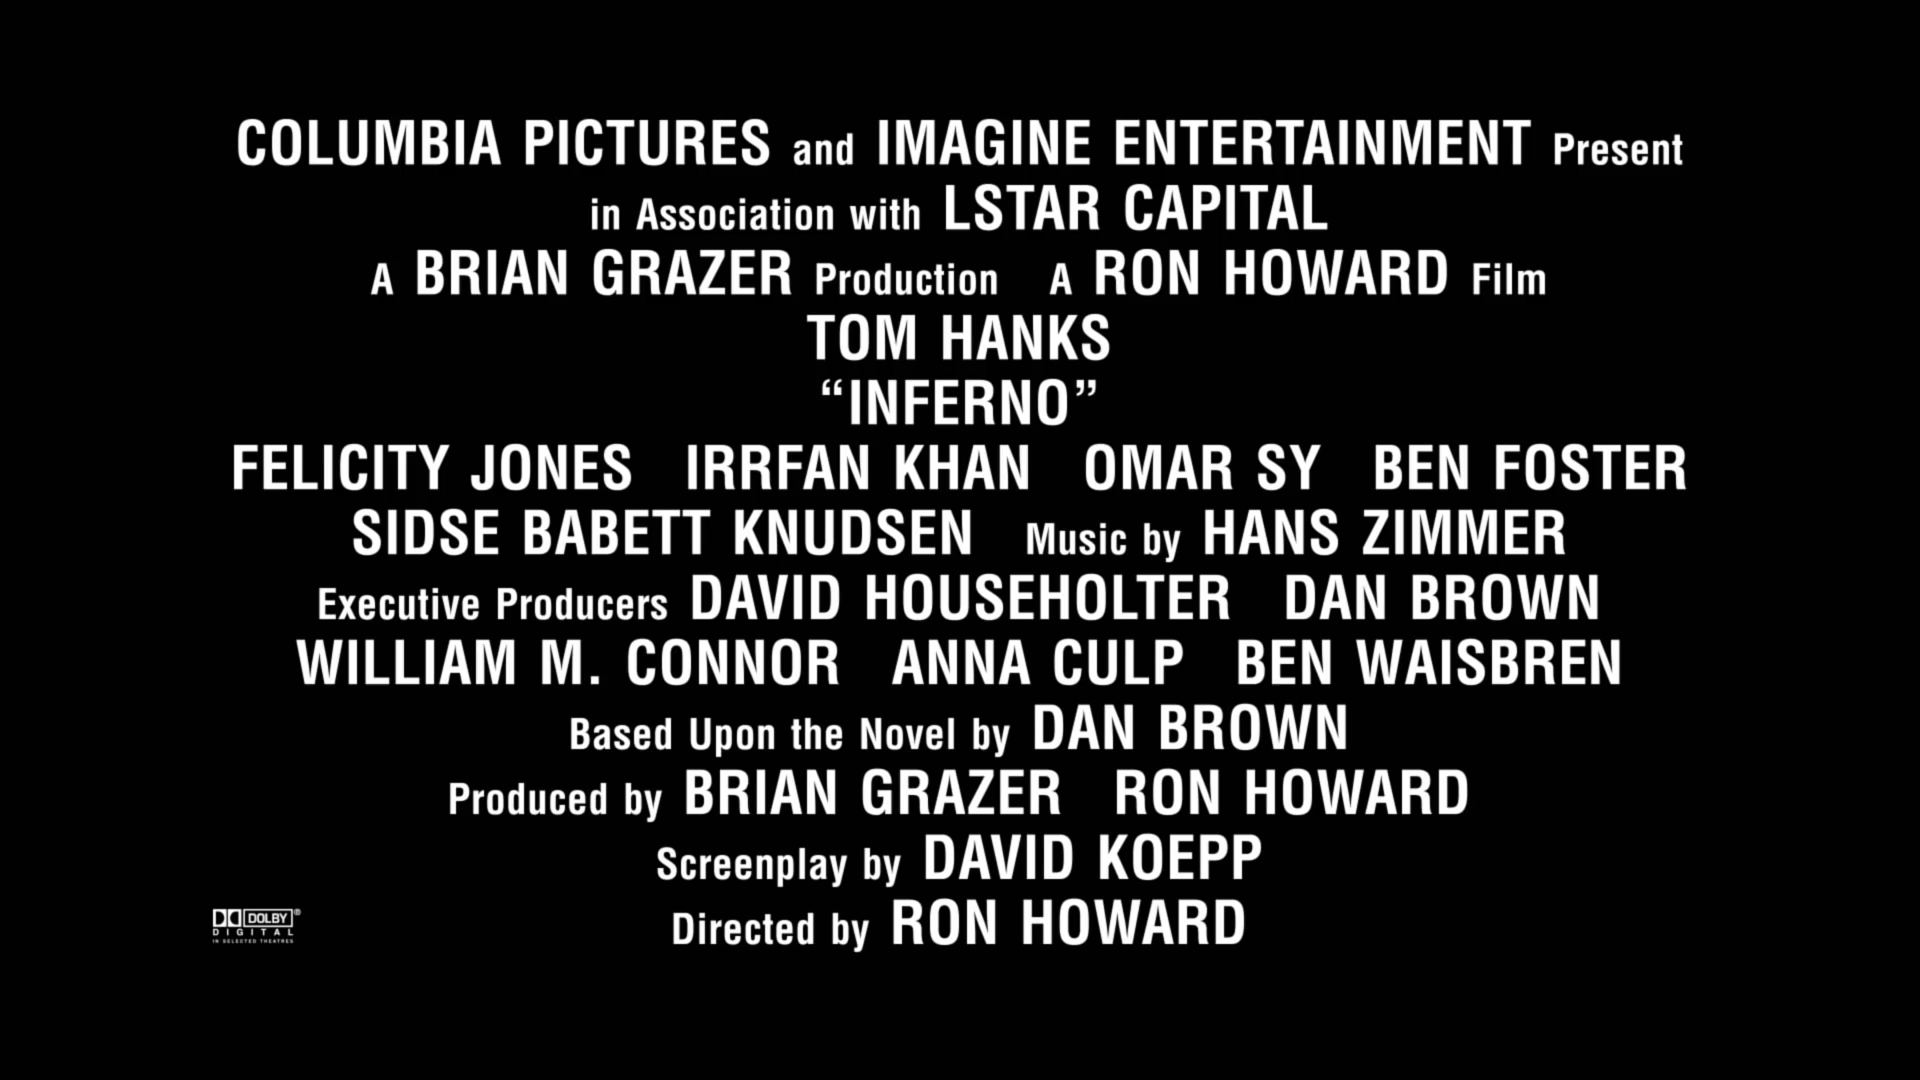 COLUMBIA PICTURES and IMAGINE ENTERTAINMENT Present
in Association with LSTAR CAPITAL
A BRIAN GRAZER Production A RON HOWARD Film
TOM HANKS
“INFERNO”
FELICITY JONES IRRFAN KHAN OMAR SY BEN FOSTER
SIDSE BABETT KNUDSEN Music by HANS ZIMMER
Executive Producers DAVID HOUSEHOLTER DAN BROWN
WILLIAM M. CONNOR ANNA CULP BEN WAISBREN
Based Upon the Novel by DAN BROWN
Produced by BRIAN GRAZER RON HOWARD
Screenplay by DAVID KOEPP
Directed by RON HOWARD
DOLBY®
DIGITAL
IN SELECTED THEATRES